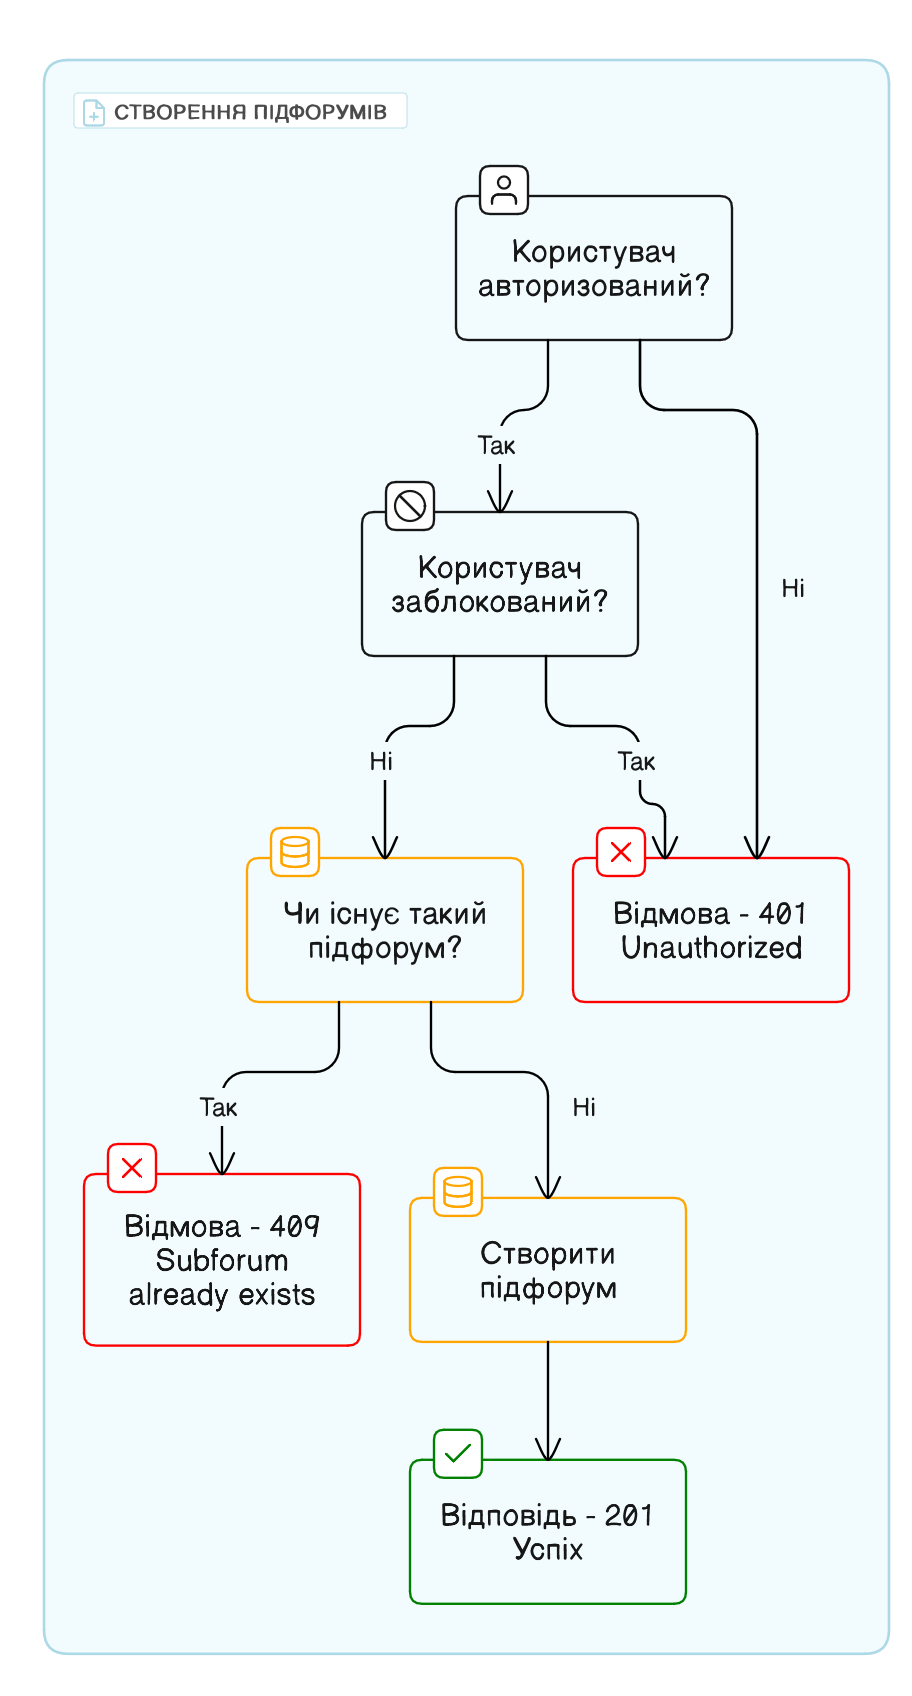 СТВОРЕННЯ ПІДФОРУМІВ
Користувач
авторизований?
Так
Користувач
заблокований?
Ні
Ні
Так
Чи існує такий
підфорум?
Відмова - 401
Unauthorized
Так
Ні
Відмова - 409
Subforum
already exists
Створити
підфорум
Відповідь - 201
Успіх